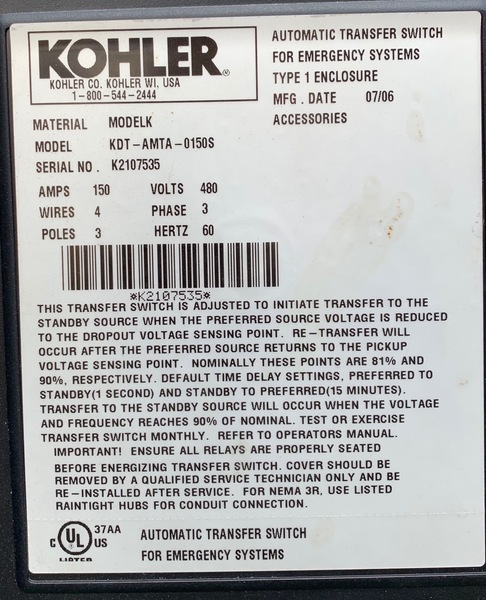 KOHLER®
KOHLER CO. KOHLER WI. USA
1-800-544-2444
AUTOMATIC TRANSFER SWITCH
FOR EMERGENCY SYSTEMS
TYPE 1 ENCLOSURE
MFG. DATE 07/06
ACCESSORIES
MATERIAL MODELK
MODEL KDT-AMTA-0150S
SERIAL NO. K2107535
AMPS 150 VOLTS 480
WIRES 4 PHASE 3
POLES 3 HERTZ 60
*K2107535*
THIS TRANSFER SWITCH IS ADJUSTED TO INITIATE TRANSFER TO THE
STANDBY SOURCE WHEN THE PREFERRED SOURCE VOLTAGE IS REDUCED
TO THE DROPOUT VOLTAGE SENSING POINT. RE-TRANSFER WILL
OCCUR AFTER THE PREFERRED SOURCE RETURNS TO THE PICKUP
VOLTAGE SENSING POINT. NOMINALLY THESE POINTS ARE 81% AND
90%, RESPECTIVELY. DEFAULT TIME DELAY SETTINGS, PREFERRED TO
STANDBY(1 SECOND) AND STANDBY TO PREFERRED(15 MINUTES).
TRANSFER TO THE STANDBY SOURCE WILL OCCUR WHEN THE VOLTAGE
AND FREQUENCY REACHES 90% OF NOMINAL. TEST OR EXERCISE
TRANSFER SWITCH MONTHLY. REFER TO OPERATORS MANUAL.
IMPORTANT! ENSURE ALL RELAYS ARE PROPERLY SEATED
BEFORE ENERGIZING TRANSFER SWITCH. COVER SHOULD BE
REMOVED BY A QUALIFIED SERVICE TECHNICIAN ONLY AND BE
RE-INSTALLED AFTER SERVICE. FOR NEMA 3R, USE LISTED
RAINTIGHT HUBS FOR CONDUIT CONNECTION.
C UL US 37AA
LISTED
AUTOMATIC TRANSFER SWITCH
FOR EMERGENCY SYSTEMS